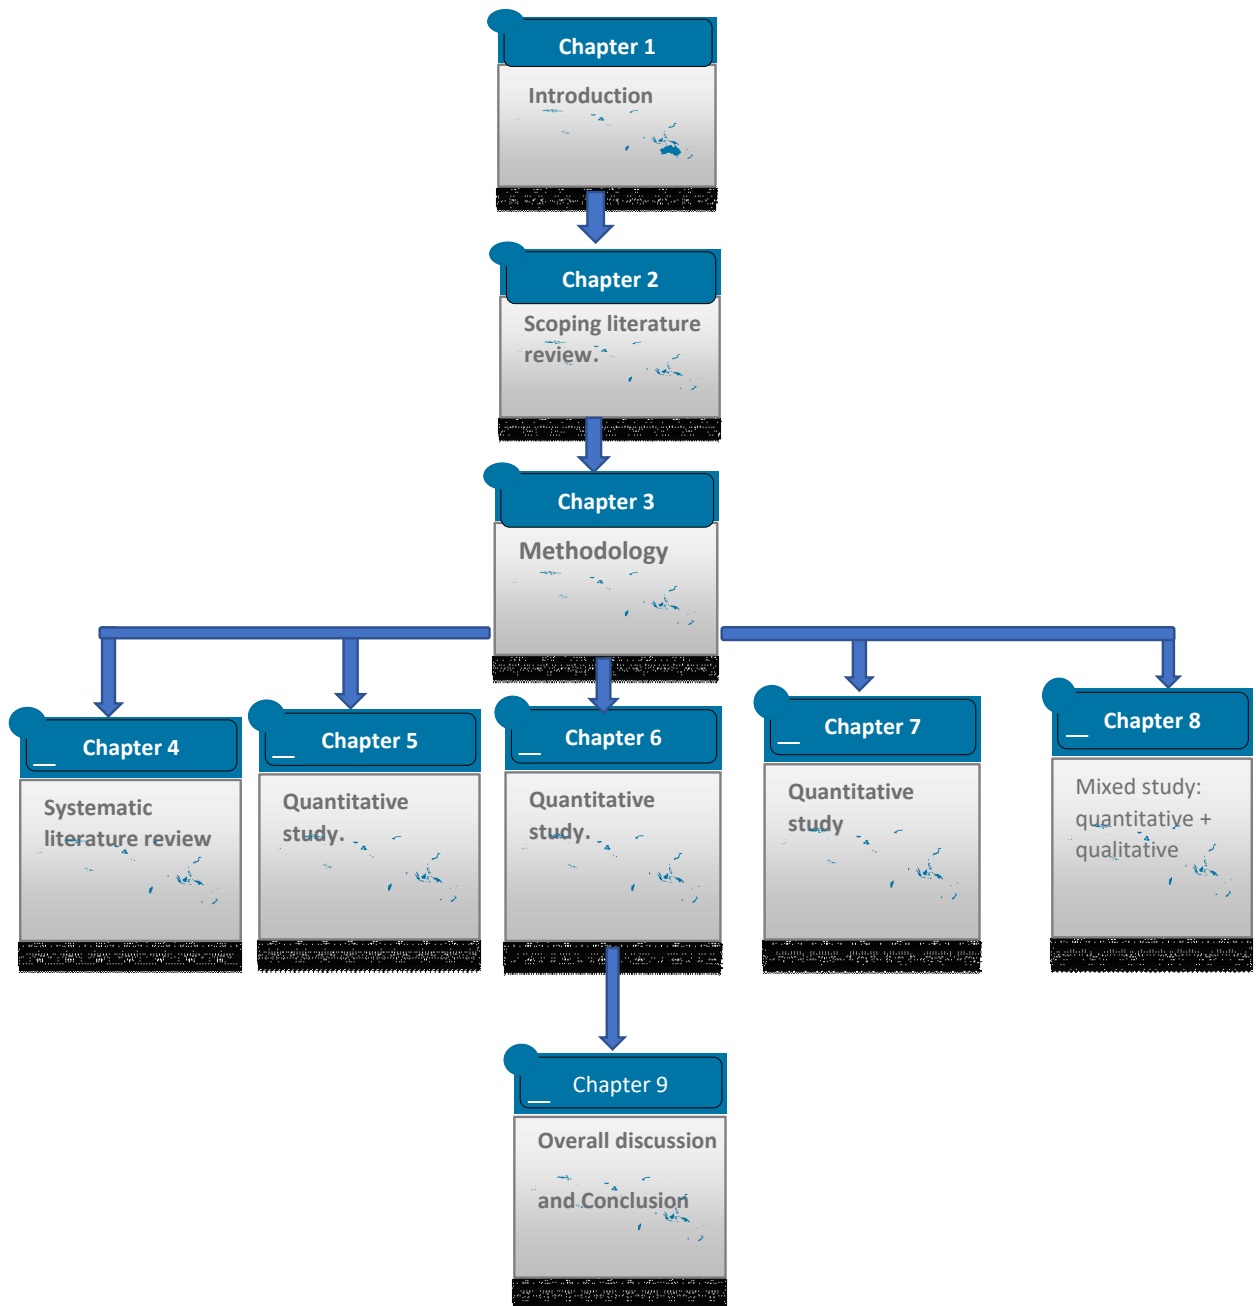 Chapter 1
Introduction
Chapter 2
Scoping literature
review.
Chapter 3
Methodology
Chapter 4
Systematic
literature review
Chapter 5
Quantitative
study.
Chapter 6
Quantitative
study.
Chapter 7
Quantitative
study
Chapter 8
Mixed study:
quantitative +
qualitative
Chapter 9
Overall discussion
and Conclusion